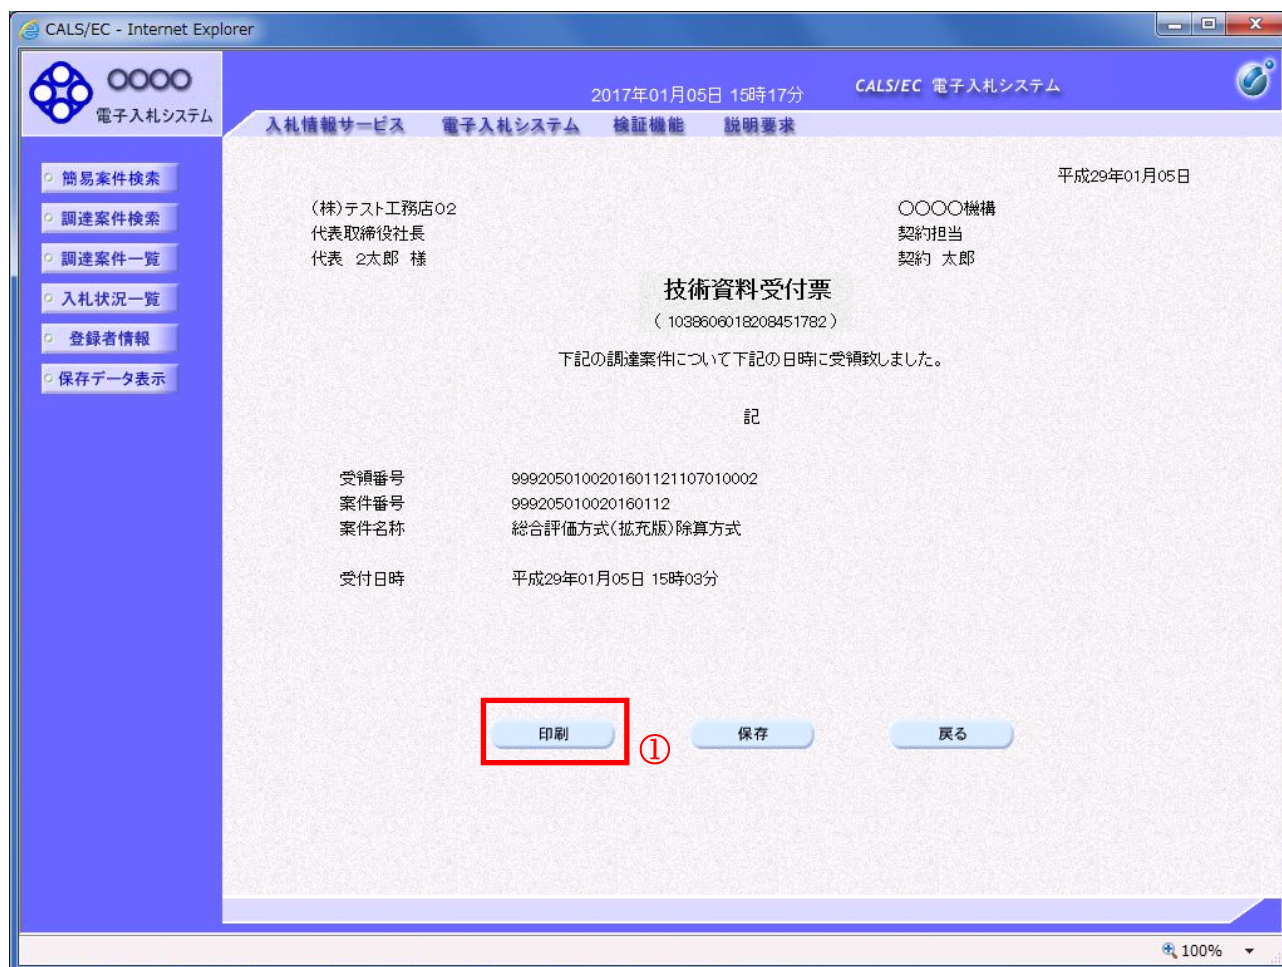 CALS/EC - Internet Explorer
〇〇〇〇
電子入札システム
2017年01月05日 15時17分
CALS/EC 電子入札システム
入札情報サービス 電子入札システム 検証機能 説明要求
簡易案件検索
調達案件検索
調達案件一覧
入札状況一覧
登録者情報
保存データ表示
平成29年01月05日
(株)テスト工務店02
代表取締役社長
代表 2太郎 様
〇〇〇〇機構
契約担当
契約 太郎
技術資料受付票
( 1038606018208451782 )
下記の調達案件について下記の日時に受領致しました。
記
受領番号 99920501002016011211​07010002
案件番号 999205010020160112
案件名称 総合評価方式(拡充版)除算方式
受付日時 平成29年01月05日 15時03分
印刷 ① 保存 戻る
100%